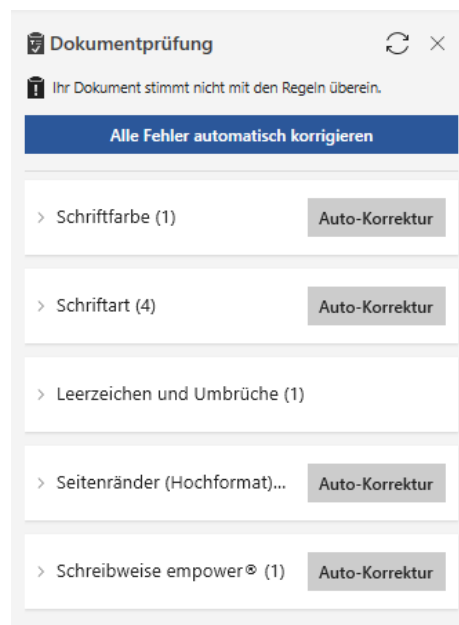 Dokumentprüfung
Ihr Dokument stimmt nicht mit den Regeln überein.
Alle Fehler automatisch korrigieren
Schriftfarbe (1)
Auto-Korrektur
Schriftart (4)
Auto-Korrektur
Leerzeichen und Umbrüche (1)
Seitenränder (Hochformat)...
Auto-Korrektur
Schreibweise empower® (1)
Auto-Korrektur